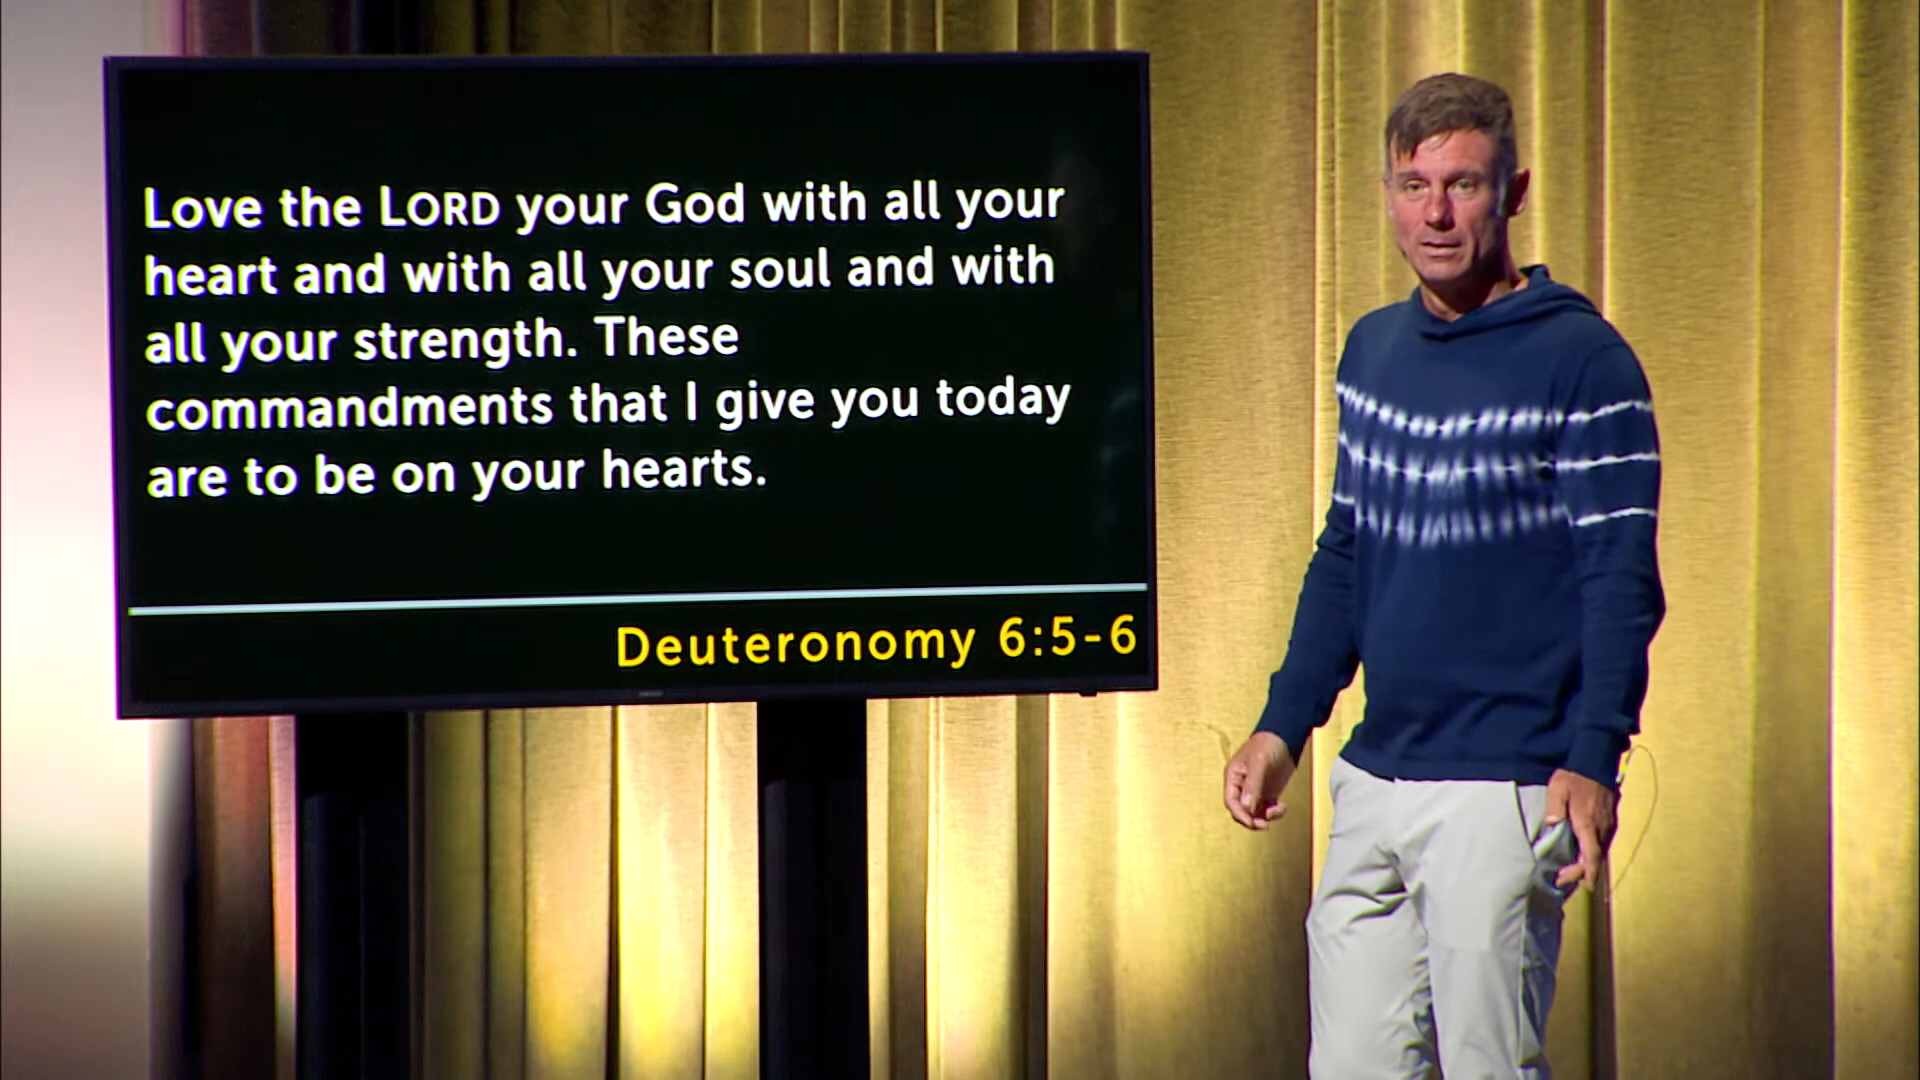 Love the LORD your God with all your
heart and with all your soul and with
all your strength. These
commandments that I give you today
are to be on your hearts.
Deuteronomy 6:5-6